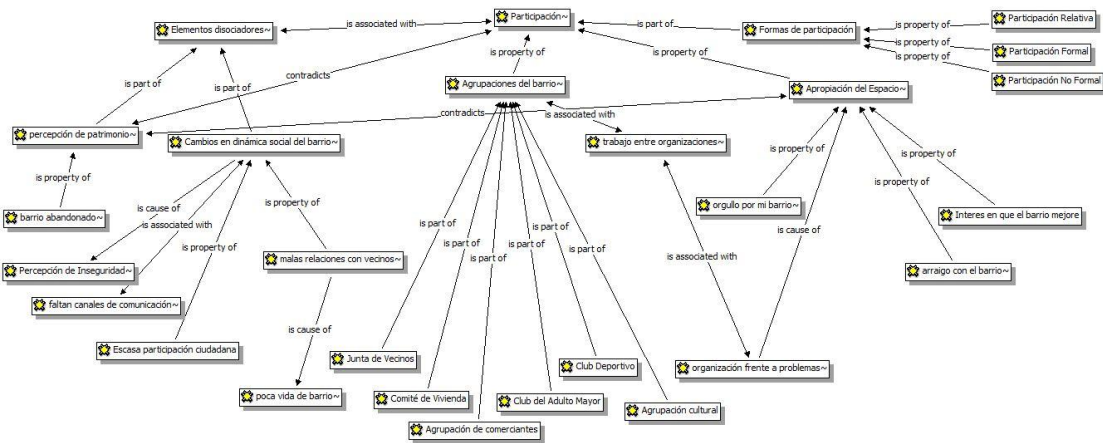 Participación~
Elementos disociadores~
is associated with
Formas de participación
is part of
Participación Relativa
is property of
Participación Formal
is property of
Participación No Formal
is property of
is property of
is property of
contradicts
is part of
is part of
Agrupaciones del barrio~
Apropiación del Espacio~
contradicts
is associated with
percepción de patrimonio~
Cambios en dinámica social del barrio~
trabajo entre organizaciones~
is property of
is property of
is property of
is property of
orgullo por mi barrio~
Interes en que el barrio mejore
barrio abandonado~
is cause of
is associated with
is property of
is property of
is part of
is part of
is part of
is part of
is part of
is cause of
malas relaciones con vecinos~
is associated with
arraigo con el barrio~
Percepción de Inseguridad~
faltan canales de comunicación~
is cause of
Escasa participación ciudadana
Junta de Vecinos
Club Deportivo
organización frente a problemas~
poca vida de barrio~
Comité de Vivienda
Club del Adulto Mayor
Agrupación cultural
Agrupación de comerciantes